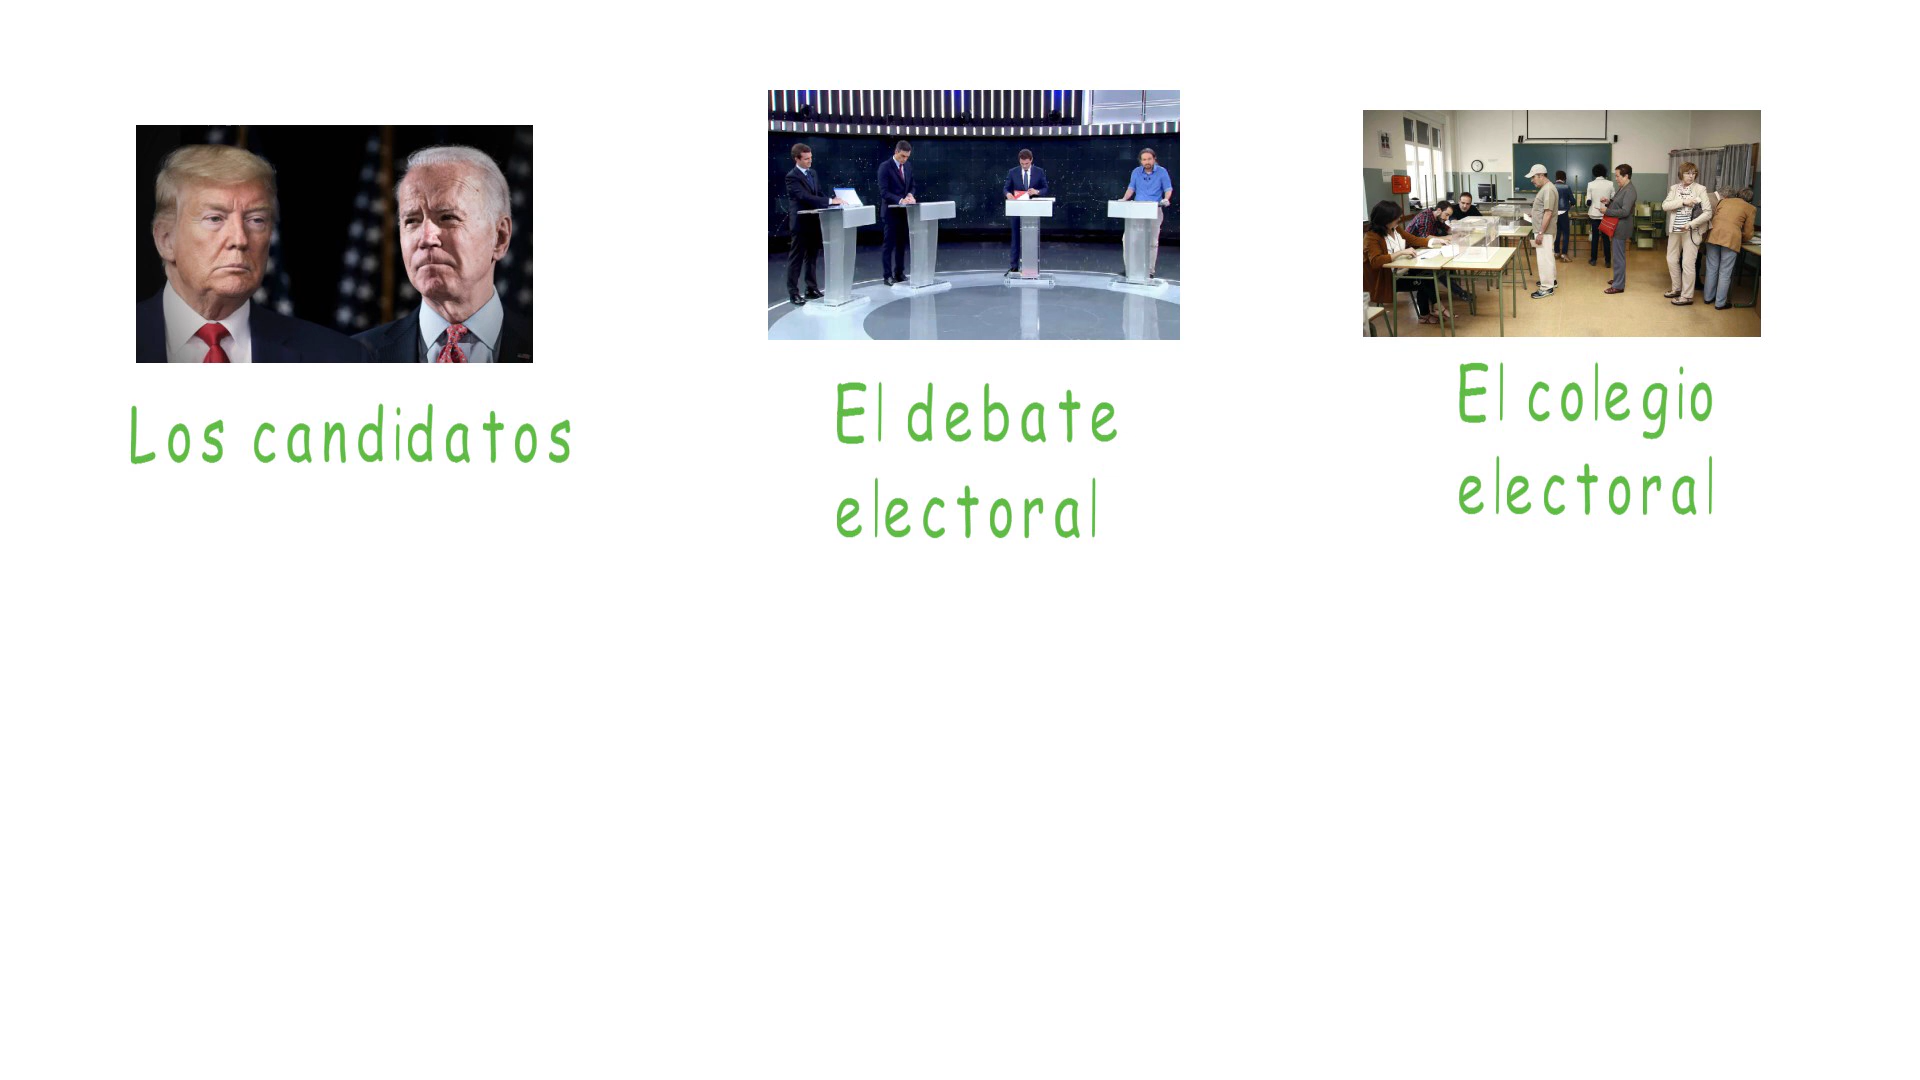 Los candidatos
El debate
electoral
El colegio
electoral